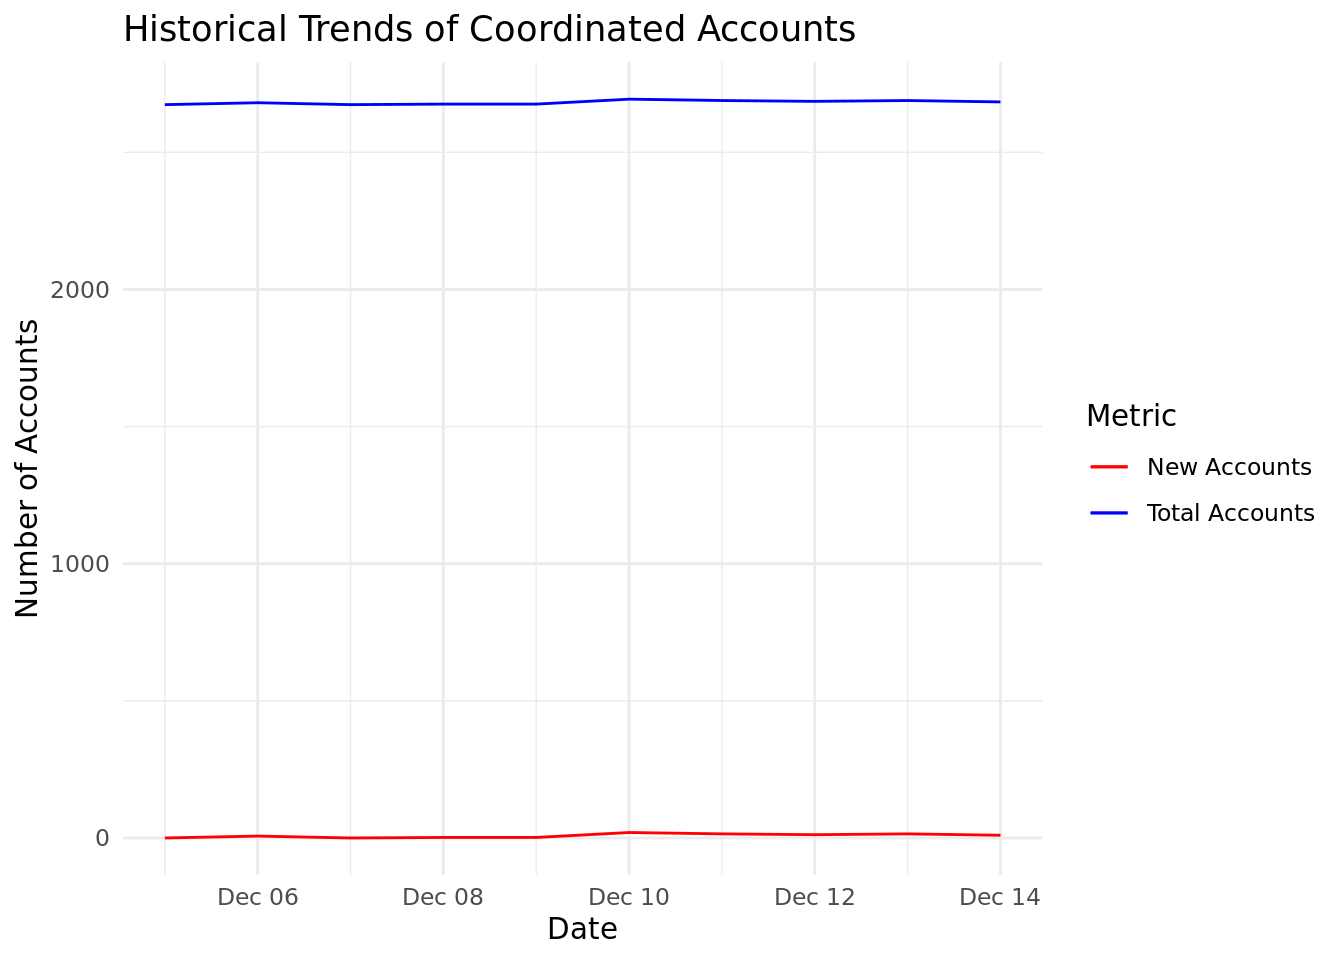 Historical Trends of Coordinated Accounts
Number of Accounts
2000
1000
0
Dec 06
Dec 08
Dec 10
Dec 12
Dec 14
Date
Metric
New Accounts
Total Accounts